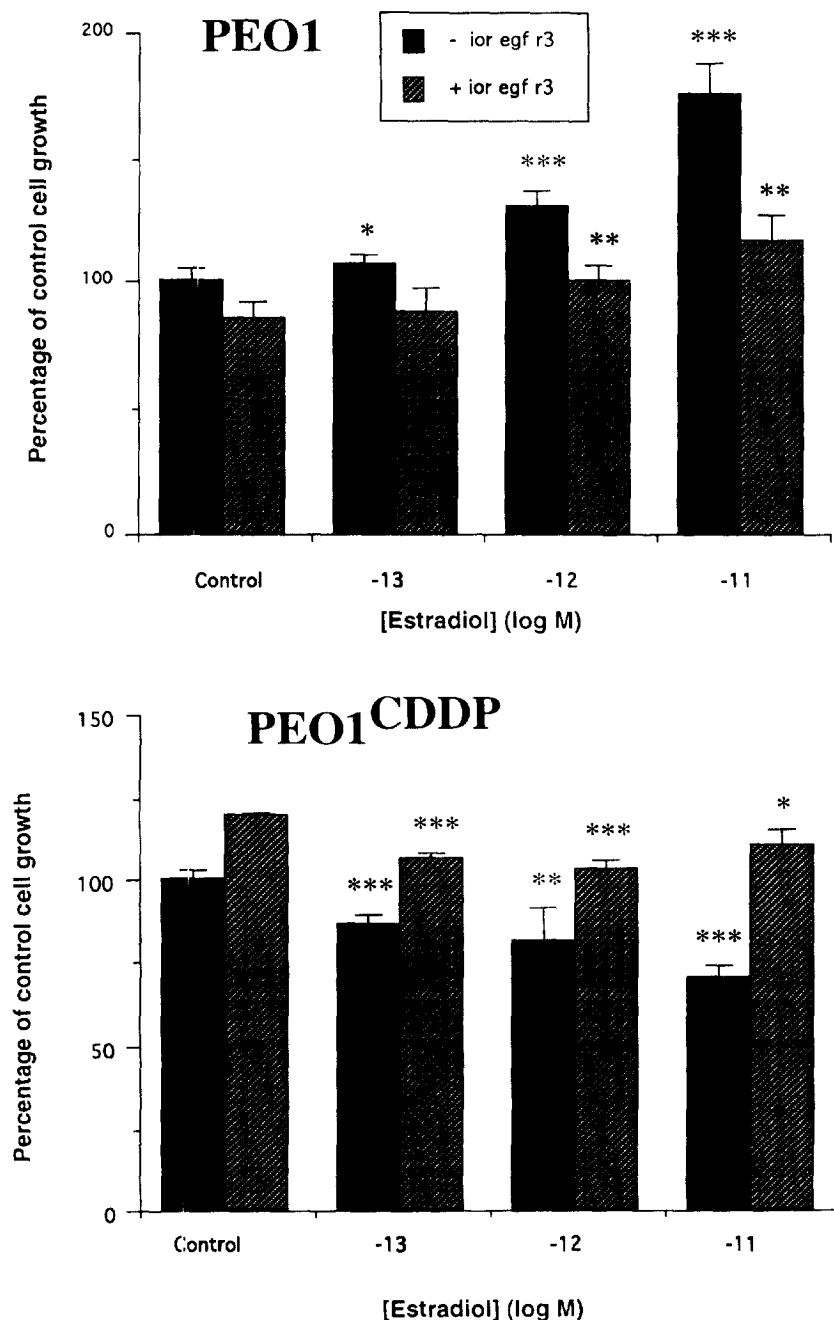 PEO1
- ior egf r3
+ ior egf r3
Percentage of control cell growth
200
100
0
***
***
**
*
**
Control
-13
-12
-11
[Estradiol] (log M)
PEO1CDDP
Percentage of control cell growth
150
100
50
0
*
***
***
***
**
***
Control
-13
-12
-11
[Estradiol] (log M)